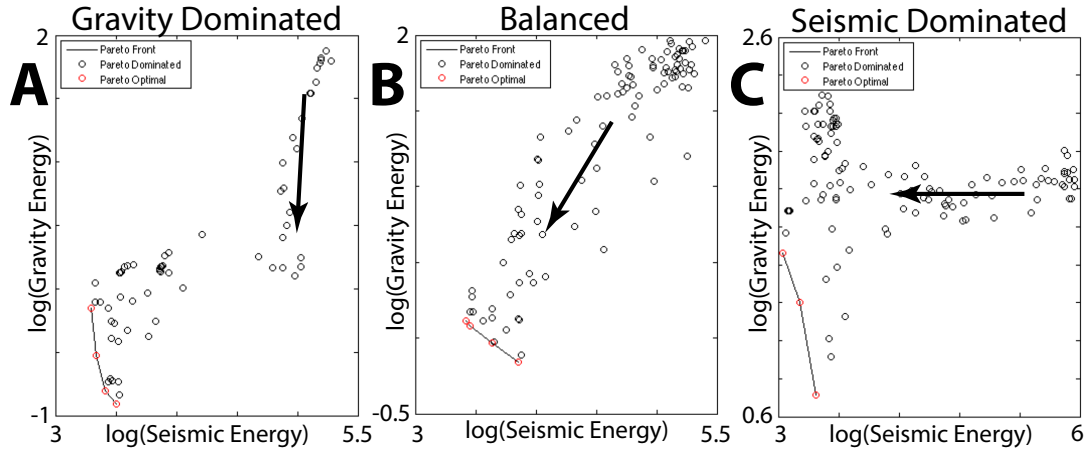 Gravity Dominated
A
2
Pareto Front
Pareto Dominated
Pareto Optimal
log(Gravity Energy)
-1
3
log(Seismic Energy)
5.5
Balanced
B
2
Pareto Front
Pareto Dominated
Pareto Optimal
log(Gravity Energy)
-0.5
3
log(Seismic Energy)
5.5
Seismic Dominated
C
2.6
Pareto Front
Pareto Dominated
Pareto Optimal
log(Gravity Energy)
0.6
3
log(Seismic Energy)
6